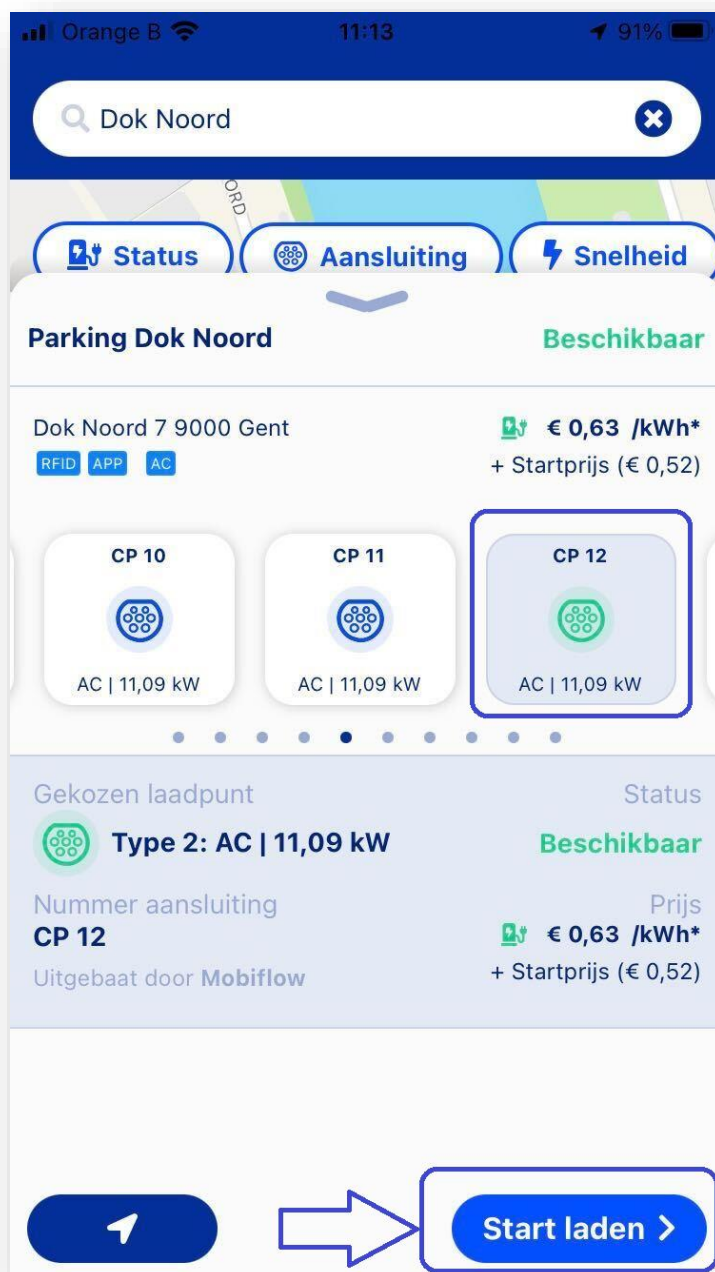 Orange B 11:13 91%
Dok Noord
ORD
Status Aansluiting Snelheid
Parking Dok Noord Beschikbaar
Dok Noord 7 9000 Gent € 0,63 /kWh*
RFID APP AC + Startprijs (€ 0,52)
CP 10 CP 11 CP 12
AC | 11,09 kW AC | 11,09 kW AC | 11,09 kW
Gekozen laadpunt Status
Type 2: AC | 11,09 kW Beschikbaar
Nummer aansluiting Prijs
CP 12 € 0,63 /kWh*
Uitgebaat door Mobiflow + Startprijs (€ 0,52)
Start laden